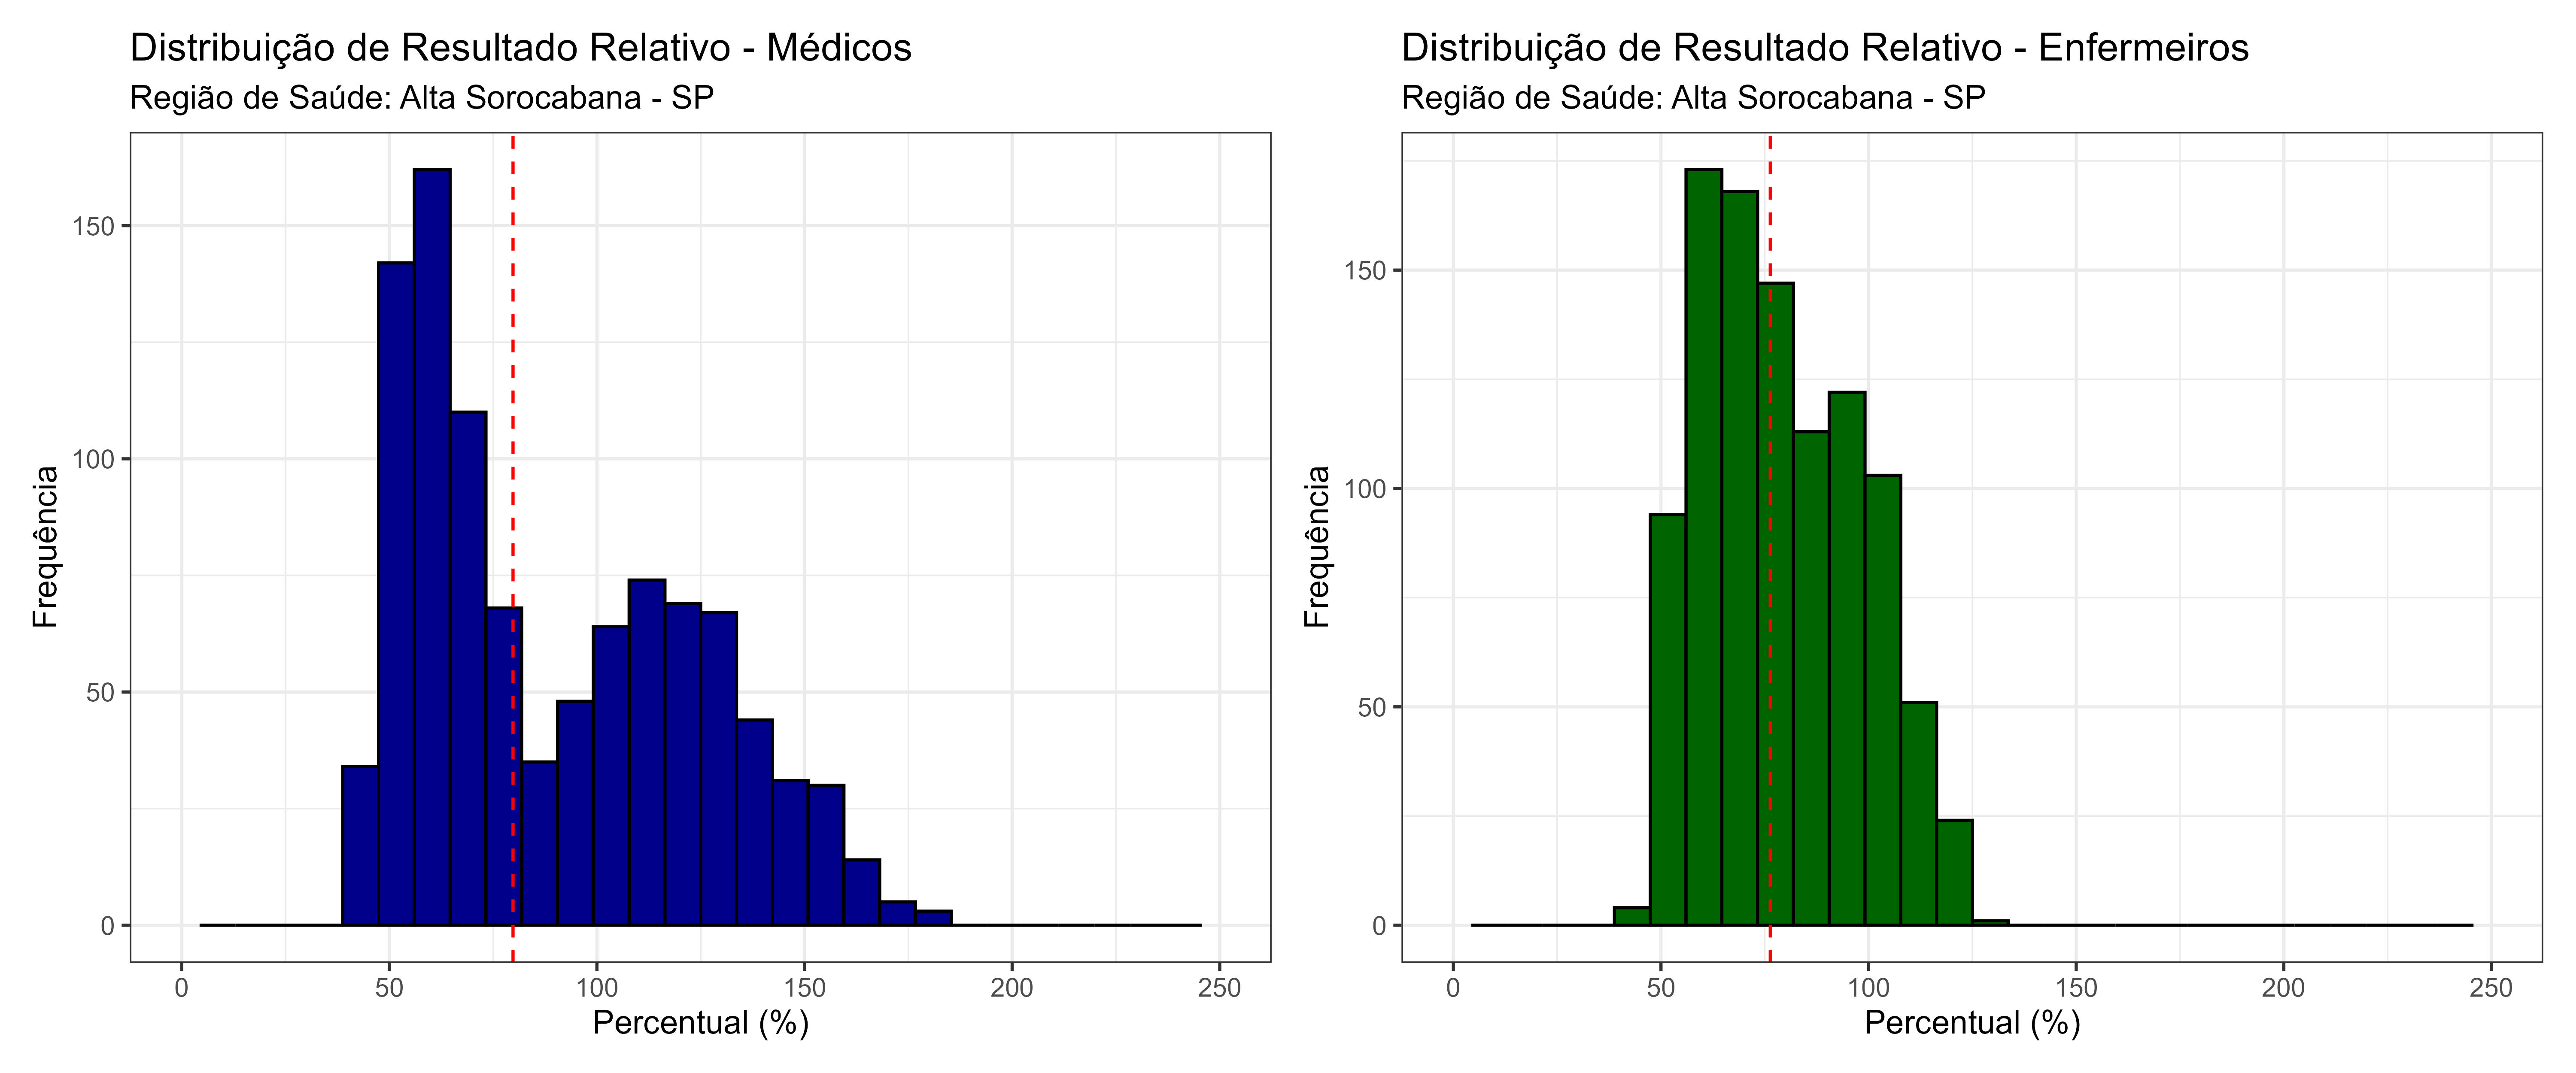 Distribuição de Resultado Relativo - Médicos
Região de Saúde: Alta Sorocabana - SP
Frequência
150
100
50
0
0 50 100 150 200 250
Percentual (%)
Distribuição de Resultado Relativo - Enfermeiros
Região de Saúde: Alta Sorocabana - SP
Frequência
150
100
50
0
0 50 100 150 200 250
Percentual (%)